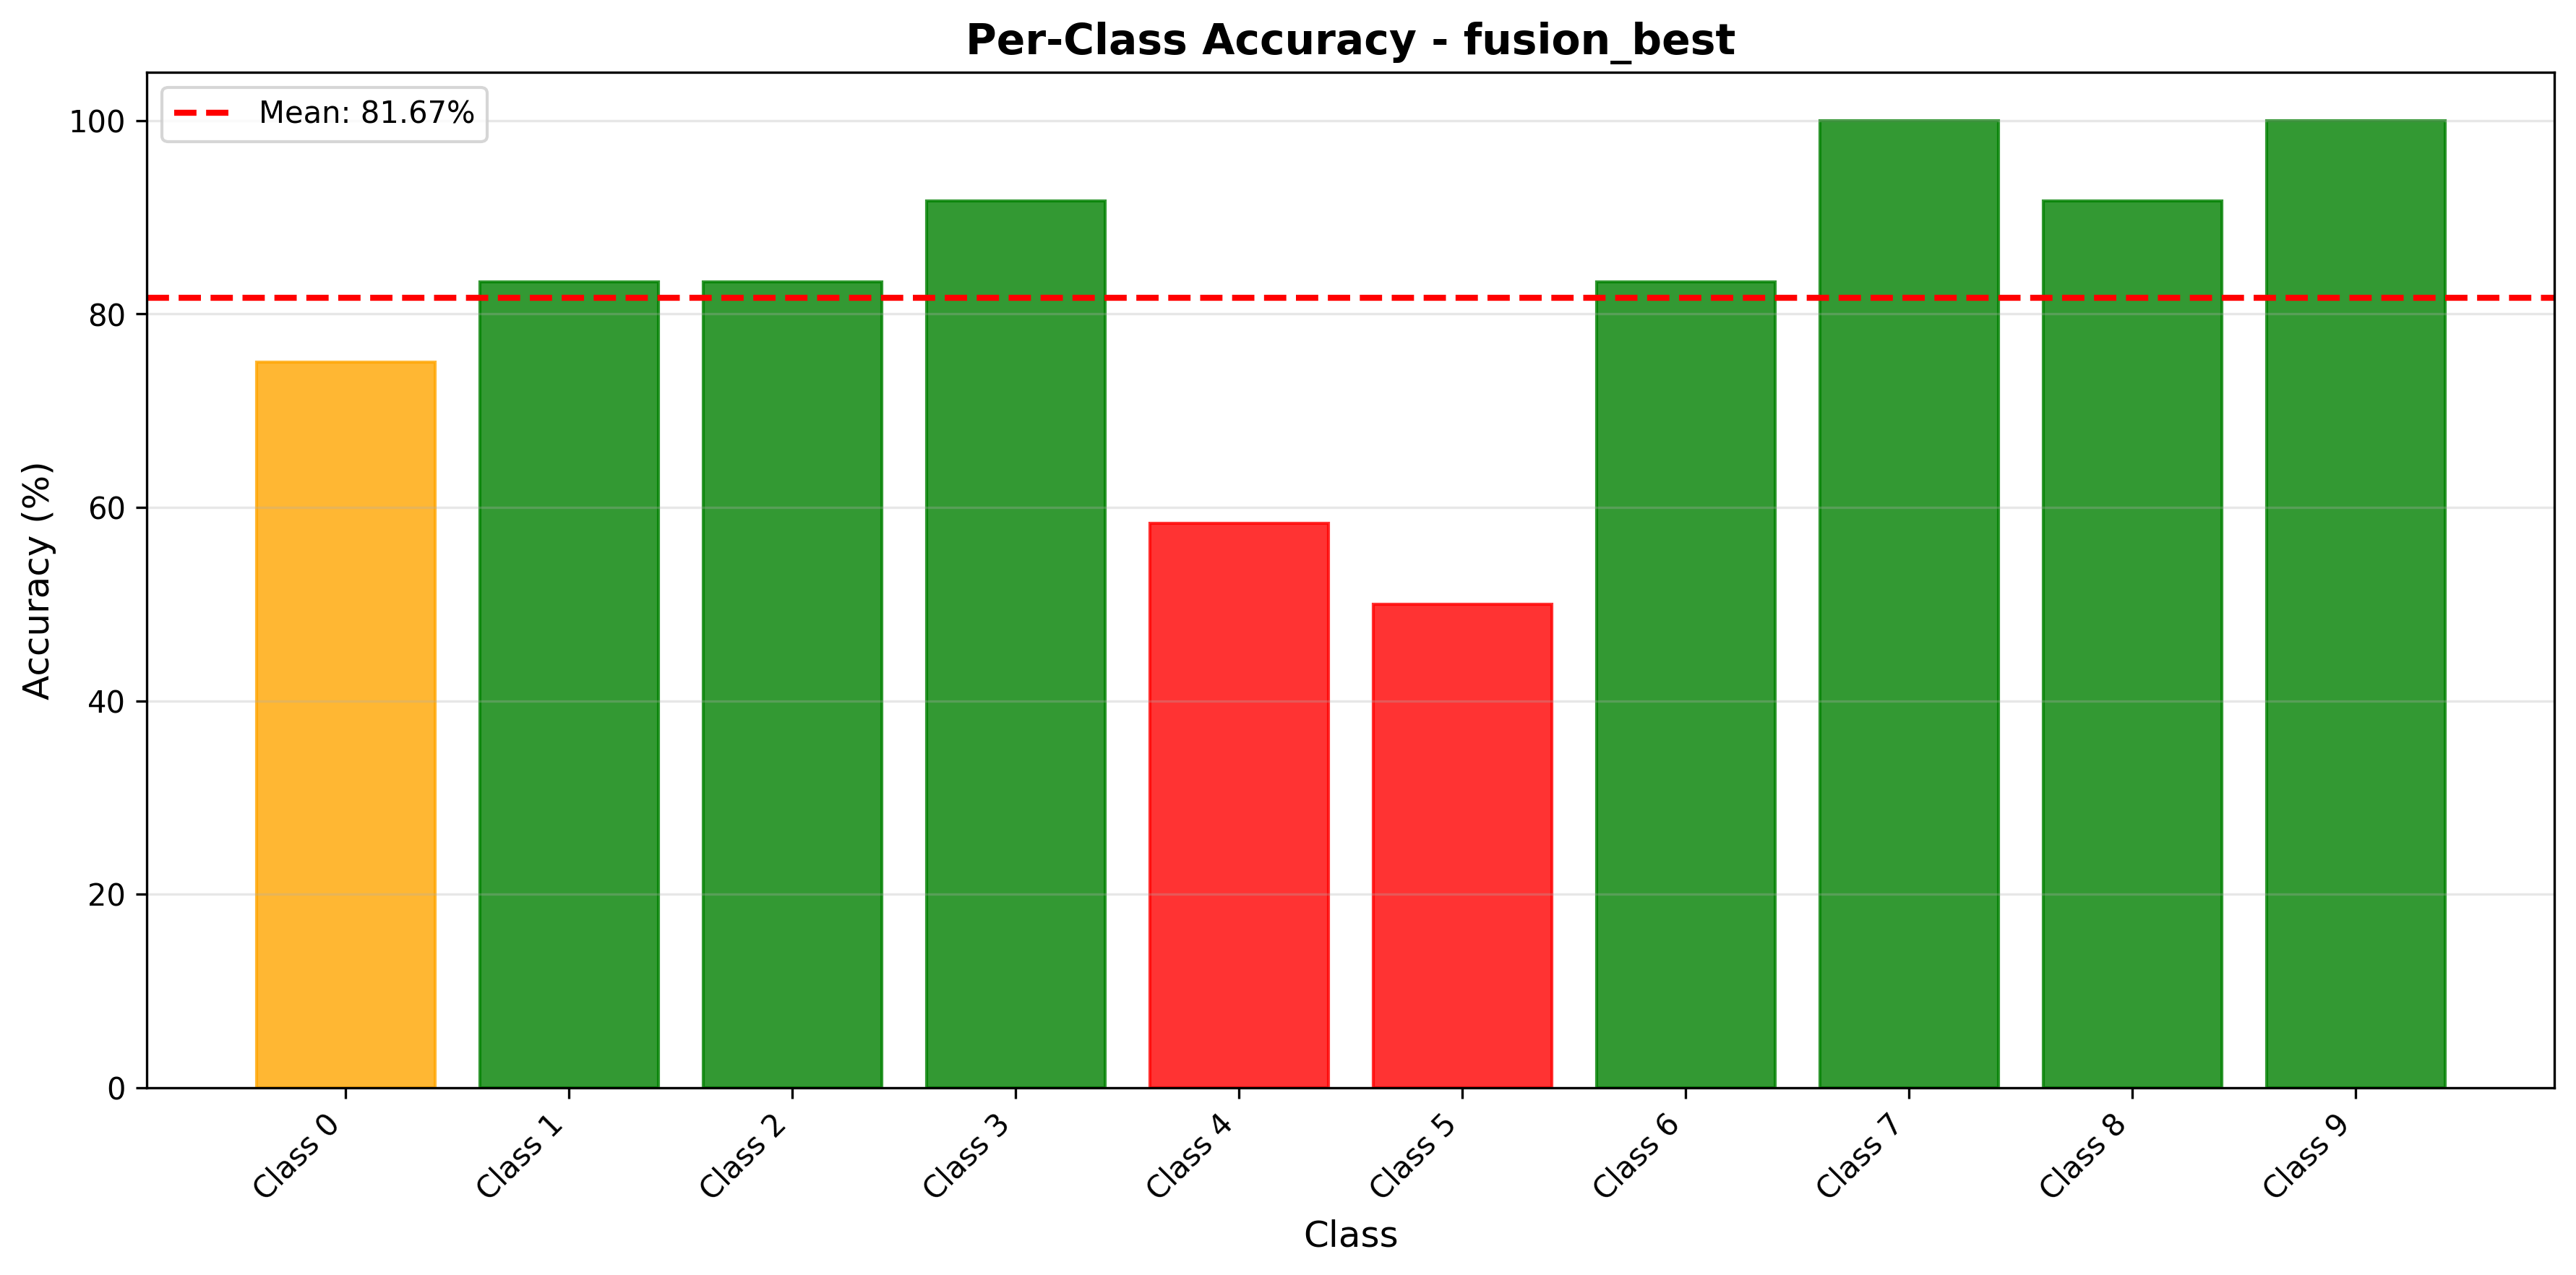 Per-Class Accuracy - fusion_best
Mean: 81.67%
Accuracy (%)
100
80
60
40
20
0
Class 0
Class 1
Class 2
Class 3
Class 4
Class 5
Class 6
Class 7
Class 8
Class 9
Class